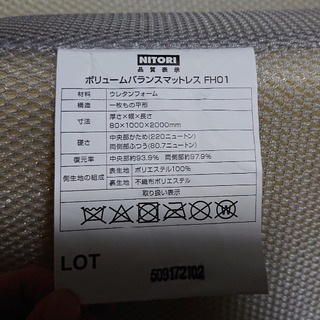 NITORI
品質表示
ボリュームバランスマットレス FH01
材料 ウレタンフォーム
構造 一枚もの平形
寸法 厚さ×幅×長さ
80×1000×2000mm
硬さ 中央部かため(220ニュートン)
両側部ふつう(80.7ニュートン)
復元率 中央部約93.9% 両側部約97.9%
側生地の組成 表生地 ポリエステル100%
裏生地 不織布ポリエステル
取り扱い表示
LOT
509172102